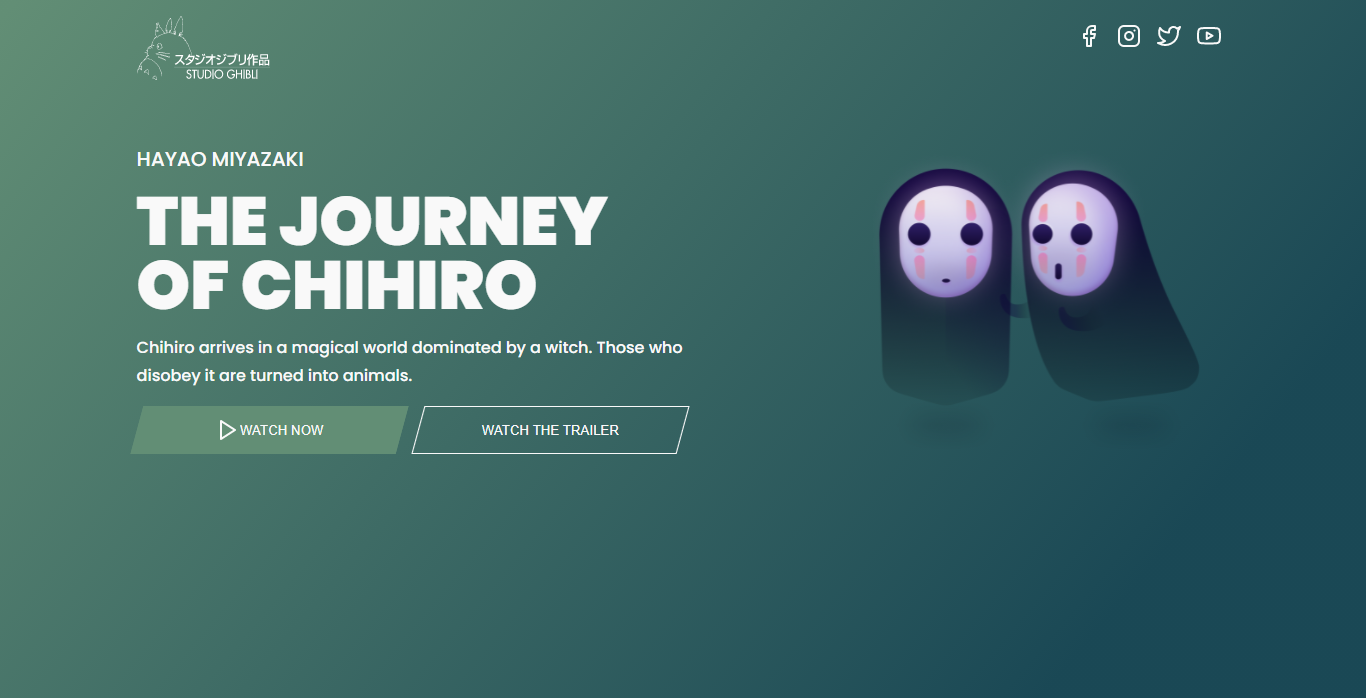 スタジオジブリ作品
STUDIO GHIBLI
HAYAO MIYAZAKI
THE JOURNEY
OF CHIHIRO
Chihiro arrives in a magical world dominated by a witch. Those who
disobey it are turned into animals.
WATCH NOW
WATCH THE TRAILER